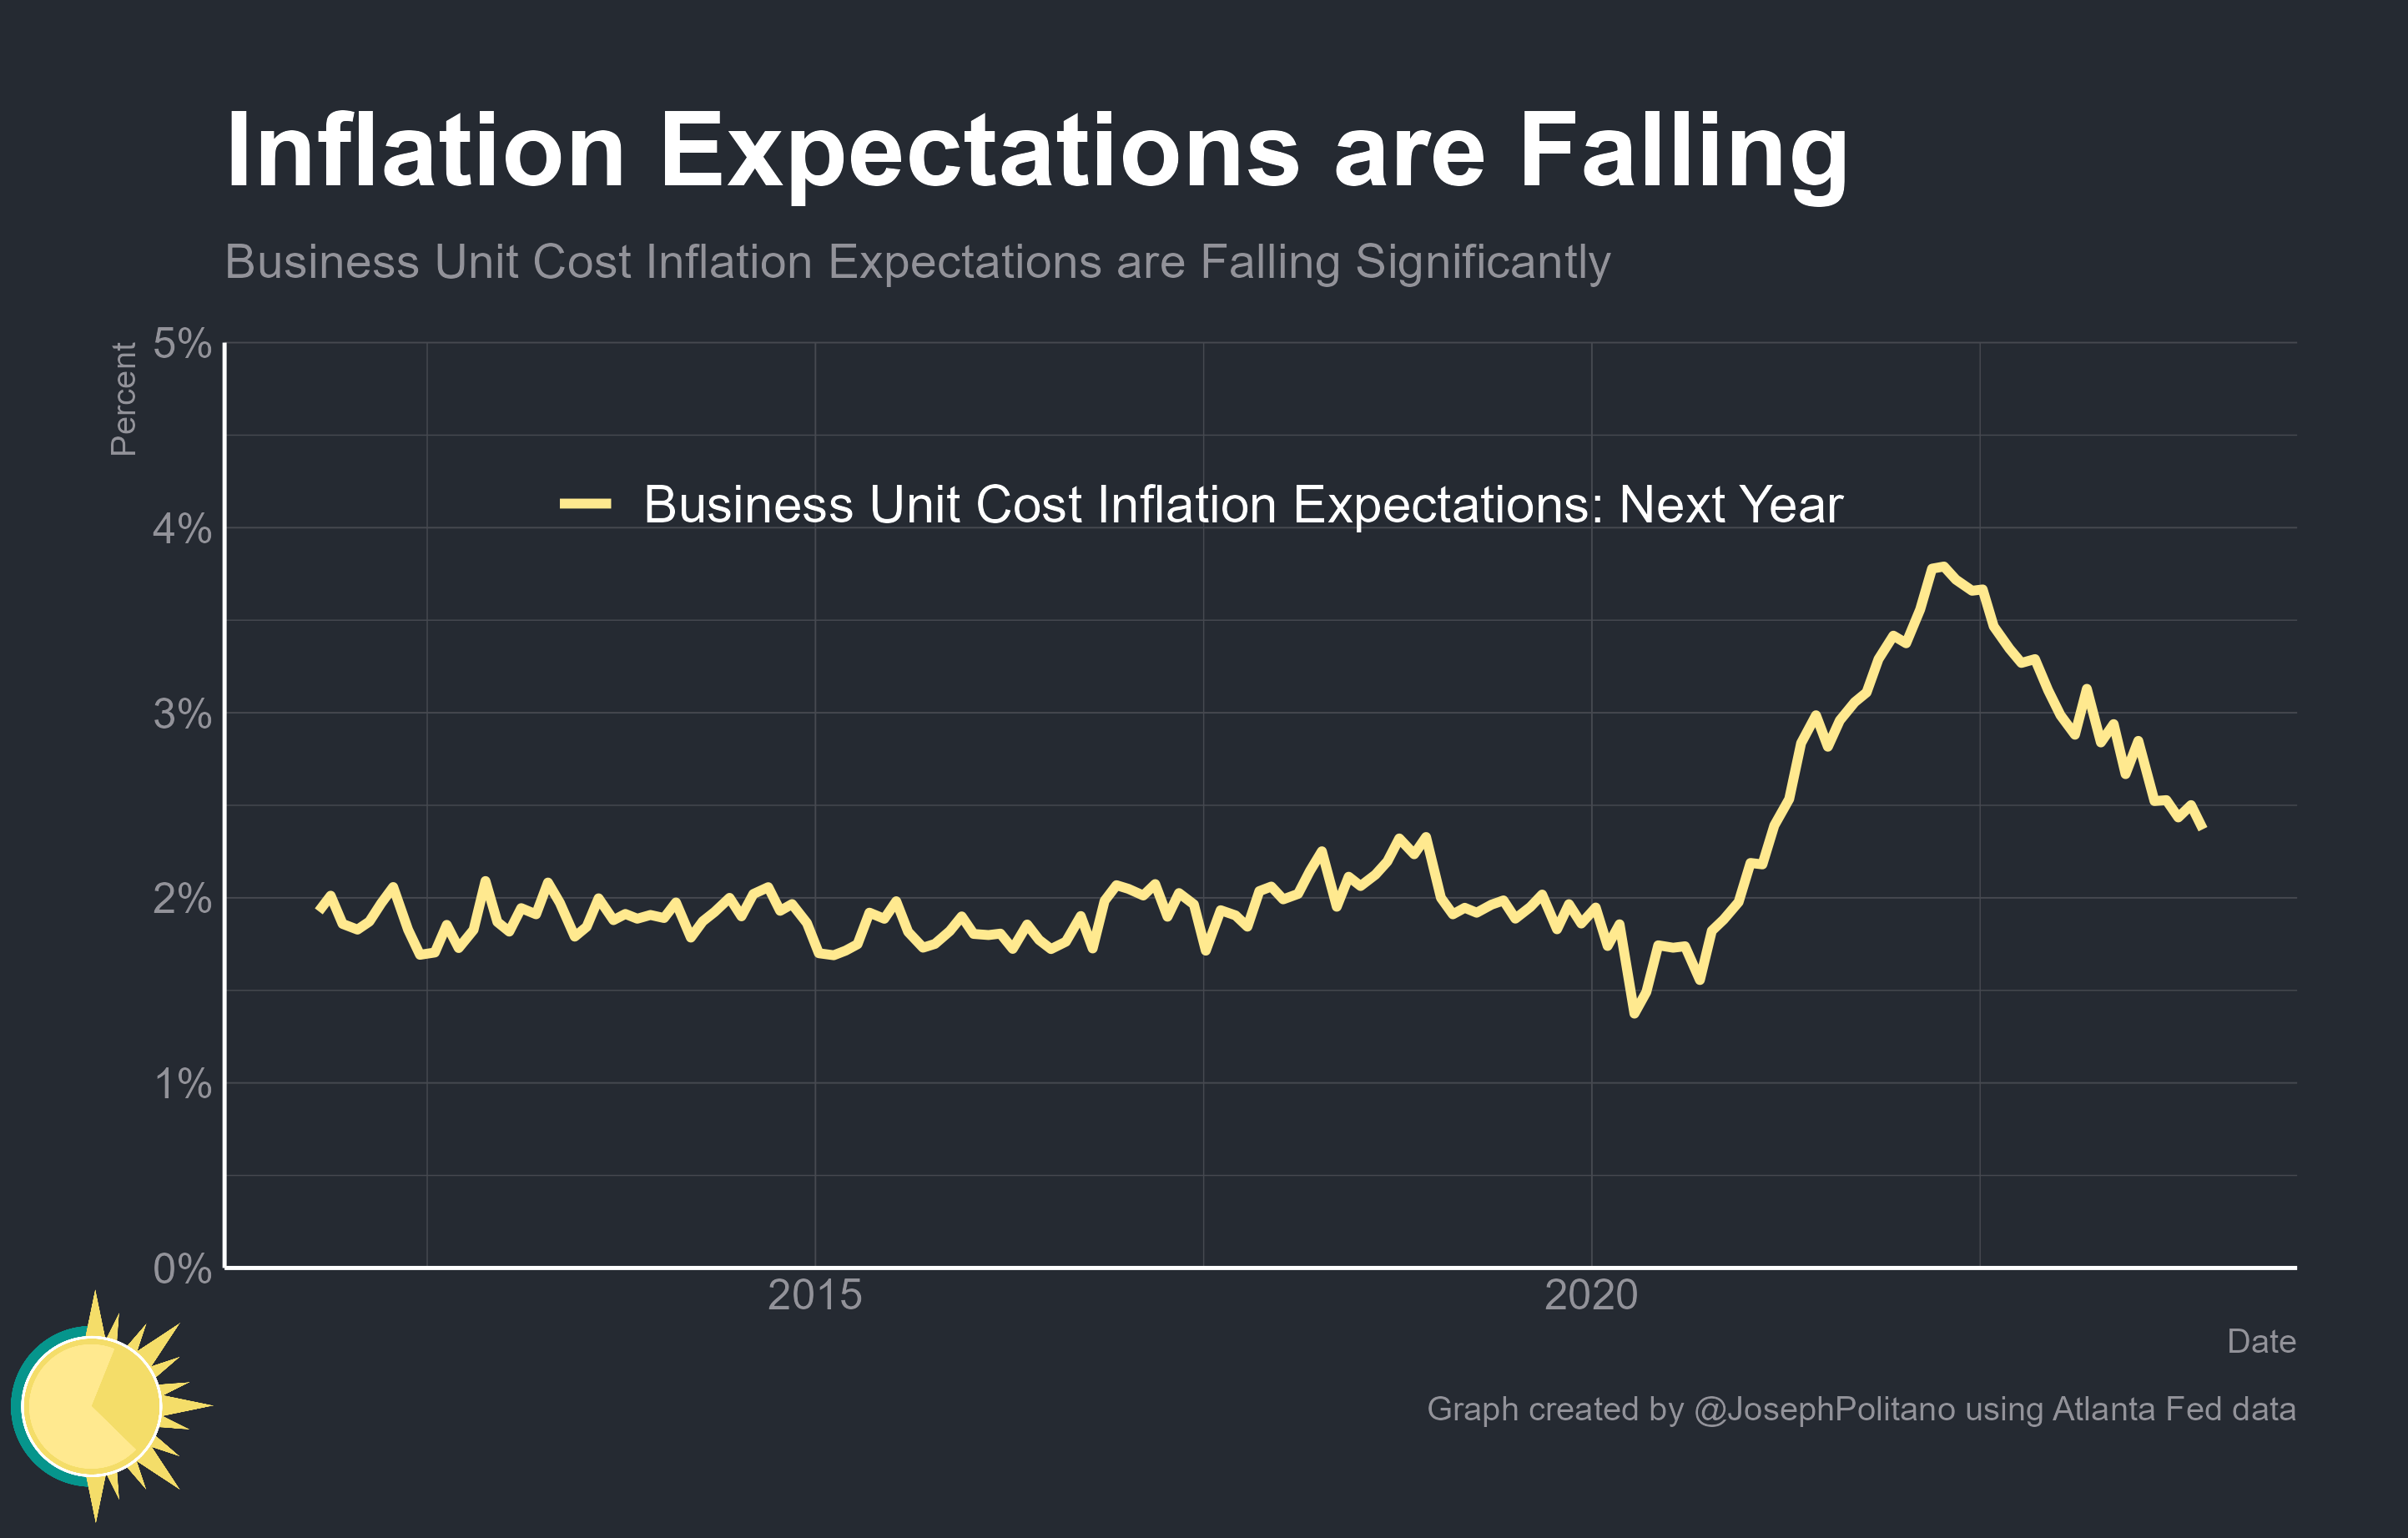 Inflation Expectations are Falling
Business Unit Cost Inflation Expectations are Falling Significantly
Percent
5%
Business Unit Cost Inflation Expectations: Next Year
4%
3%
2%
1%
0%
2015
2020
Date
Graph created by @JosephPolitano using Atlanta Fed data